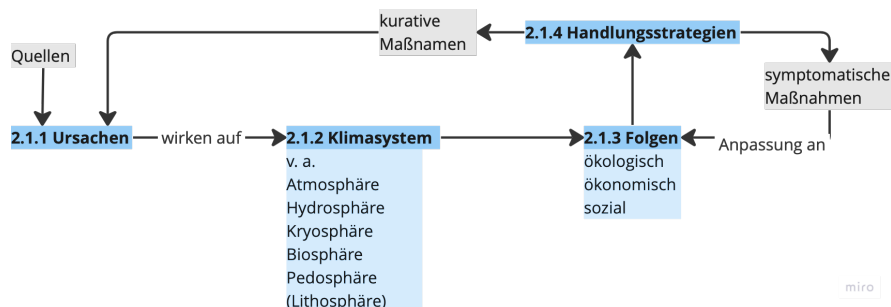 kurative
Maßnamen
2.1.4 Handlungsstrategien
Quellen
symptomatische
Maßnahmen
2.1.1 Ursachen
wirken auf
2.1.2 Klimasystem
2.1.3 Folgen
Anpassung an
v. a.
Atmosphäre
Hydrosphäre
Kryosphäre
Biosphäre
Pedosphäre
(Lithosphäre)
ökologisch
ökonomisch
sozial
miro